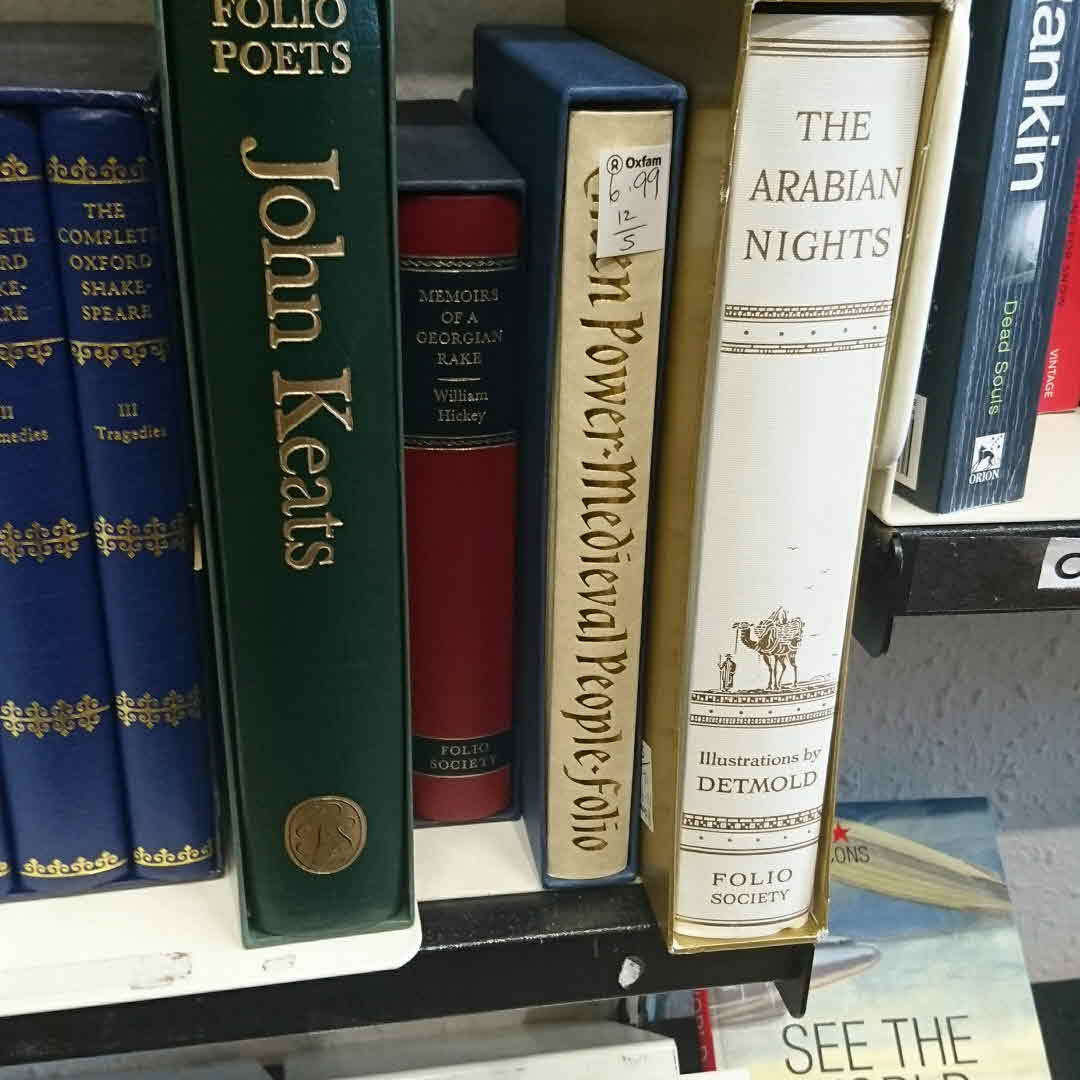 THE
COMPLETE
OXFORD
SHAKE-
SPEARE
III
Tragedies
FOLIO
POETS
John Keats
MEMOIRS
OF A
GEORGIAN
RAKE
William
Hickey
FOLIO
SOCIETY
Oxfam
6.99
12
5
Power·Medieval People·Folio
THE
ARABIAN
NIGHTS
Illustrations by
DETMOLD
FOLIO
SOCIETY
Dead Souls
ORION
VINTAGE
SEE THE